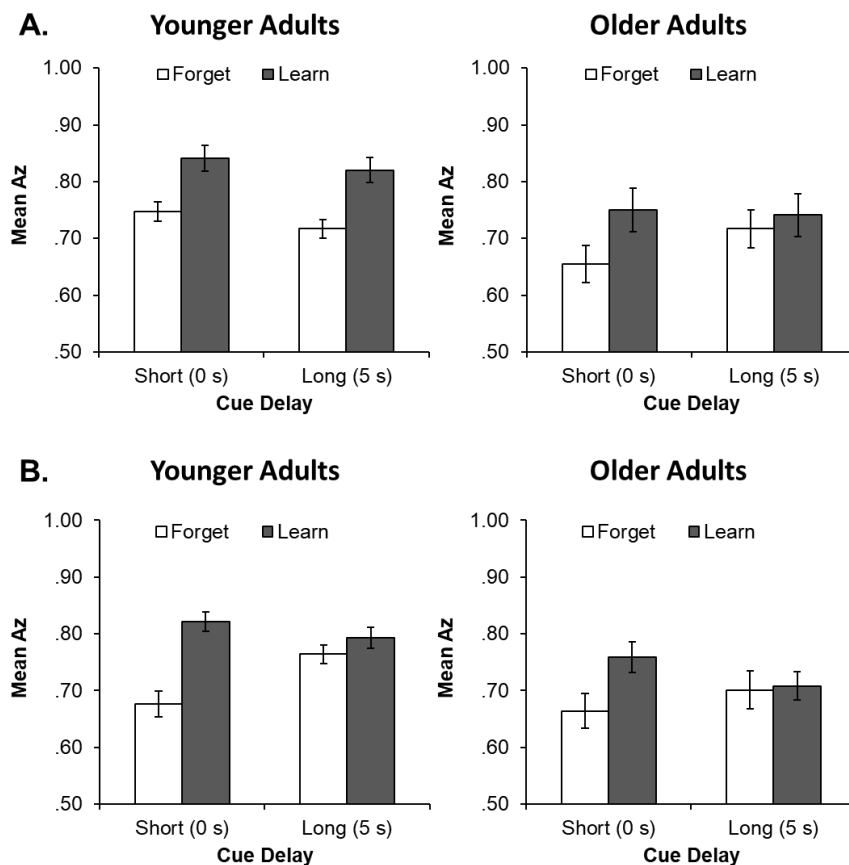 A. Younger Adults Older Adults
Forget Learn Forget Learn
1.00 1.00
.90 .90
.80 .80
.70 .70
.60 .60
.50 .50
Mean Az Mean Az
Short (0 s) Long (5 s) Short (0 s) Long (5 s)
Cue Delay Cue Delay
B. Younger Adults Older Adults
Forget Learn Forget Learn
1.00 1.00
.90 .90
.80 .80
.70 .70
.60 .60
.50 .50
Mean Az Mean Az
Short (0 s) Long (5 s) Short (0 s) Long (5 s)
Cue Delay Cue Delay